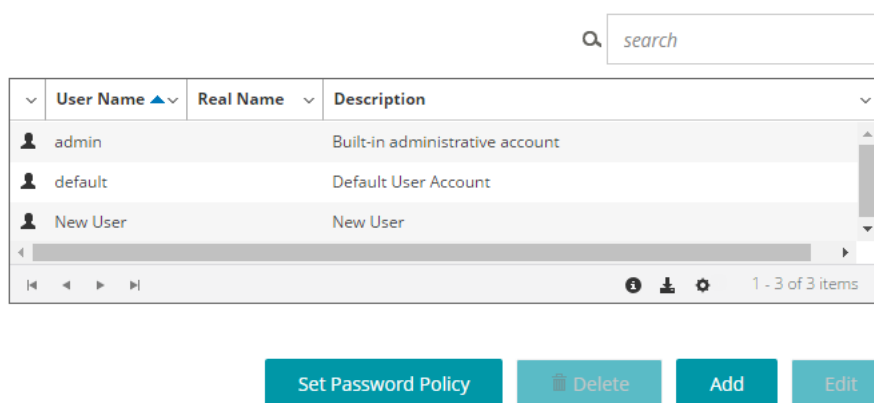 search
User Name Real Name Description
admin Built-in administrative account
default Default User Account
New User New User
1 - 3 of 3 items
Set Password Policy Delete Add Edit